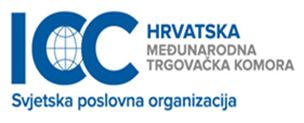 ICC HRVATSKA
MEĐUNARODNA
TRGOVAČKA KOMORA
Svjetska poslovna organizacija